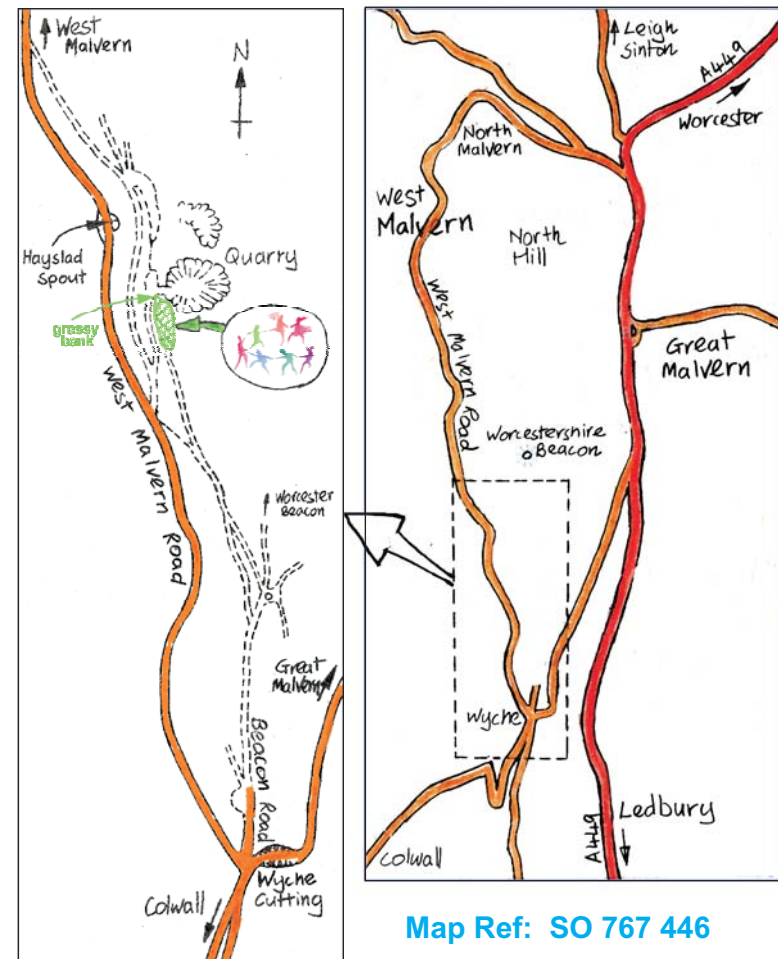 West
Malvern
N
Hayslad
Spout
Quarry
grassy
bank
West Malvern Road
Worcester
Beacon
Great
Malvern
Beacon Road
Wyche
Cutting
Colwall
Leigh
Sinton
A449
Worcester
North
Malvern
West
Malvern
North
Hill
West Malvern Road
Great
Malvern
Worcestershire
Beacon
Wyche
Colwall
A449
Ledbury
Map Ref: SO 767 446